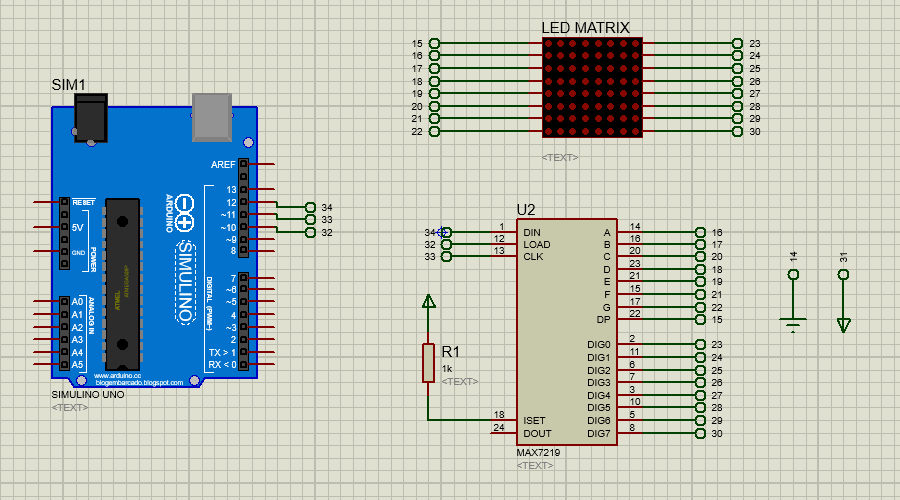 LED MATRIX
15
16
17
18
19
20
21
22
23
24
25
26
27
28
29
30
<TEXT>
SIM1
AREF
13
12
~11
~10
~9
8
7
~6
~5
4
~3
2
TX > 1
RX < 0
RESET
5V
GND
POWER
A0
A1
A2
A3
A4
A5
ANALOG IN
ARDUINO
SIMULINO
DIGITAL (PWM~)
ATMEL
www.arduino.cc
blogembarcado.blogspot.com
SIMULINO UNO
<TEXT>
34
33
32
U2
34 1 DIN
32 12 LOAD
33 13 CLK
18 ISET
24 DOUT
A 14 16
B 16 17
C 20 20
D 23 18
E 21 19
F 15 21
G 17 22
DP 22 15
DIG0 2 23
DIG1 11 24
DIG2 6 25
DIG3 7 26
DIG4 3 27
DIG5 10 28
DIG6 5 29
DIG7 8 30
MAX7219
<TEXT>
R1
1k
<TEXT>
14
31